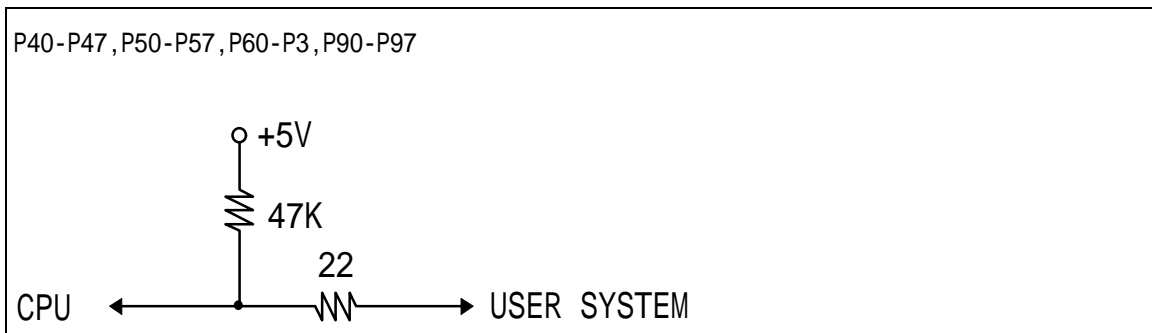 P40-P47,P50-P57,P60-P3,P90-P97
+5V
47K
22
CPU
USER SYSTEM